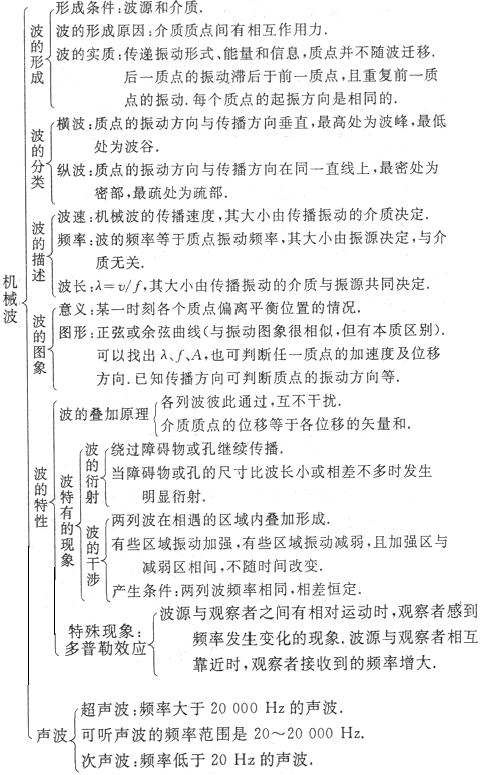 机械波
波的形成
形成条件:波源和介质.
波的形成原因:介质质点间有相互作用力.
波的实质:传递振动形式、能量和信息,质点并不随波迁移.
后一质点的振动滞后于前一质点,且重复前一质
点的振动.每个质点的起振方向是相同的.
波的分类
横波:质点的振动方向与传播方向垂直,最高处为波峰,最低
处为波谷.
纵波:质点的振动方向与传播方向在同一直线上,最密处为
密部,最疏处为疏部.
波的描述
波速:机械波的传播速度,其大小由传播振动的介质决定.
频率:波的频率等于质点振动频率,其大小由振源决定,与介
质无关.
波长:λ=v/f,其大小由传播振动的介质与振源共同决定.
波的图象
意义:某一时刻各个质点偏离平衡位置的情况.
图形:正弦或余弦曲线(与振动图象很相似,但有本质区别).
可以找出λ、f、A,也可判断任一质点的加速度及位移
方向.已知传播方向可判断质点的振动方向等.
波的特性
波的叠加原理
各列波彼此通过,互不干扰.
介质质点的位移等于各位移的矢量和.
波特有的现象
波的衍射
绕过障碍物或孔继续传播.
当障碍物或孔的尺寸比波长小或相差不多时发生
明显衍射.
波的干涉
两列波在相遇的区域内叠加形成.
有些区域振动加强,有些区域振动减弱,且加强区与
减弱区相间,不随时间改变.
产生条件:两列波频率相同,相差恒定.
特殊现象:
多普勒效应
波源与观察者之间有相对运动时,观察者感到
频率发生变化的现象.波源与观察者相互
靠近时,观察者接收到的频率增大.
声波
超声波:频率大于 20 000 Hz 的声波.
可听声波的频率范围是 20~20 000 Hz.
次声波:频率低于 20 Hz 的声波.